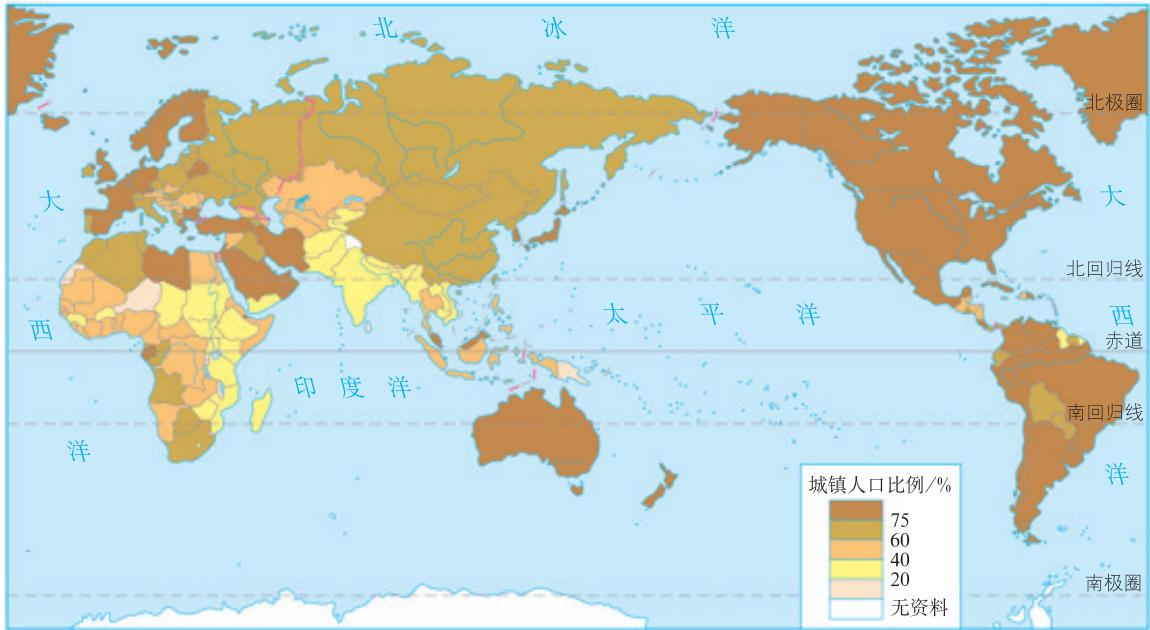 北冰洋
北极圈
大
大
北回归线
太平洋
西
西
赤道
印度洋
南回归线
洋
洋
城镇人口比例/%
75
60
40
20
无资料
南极圈